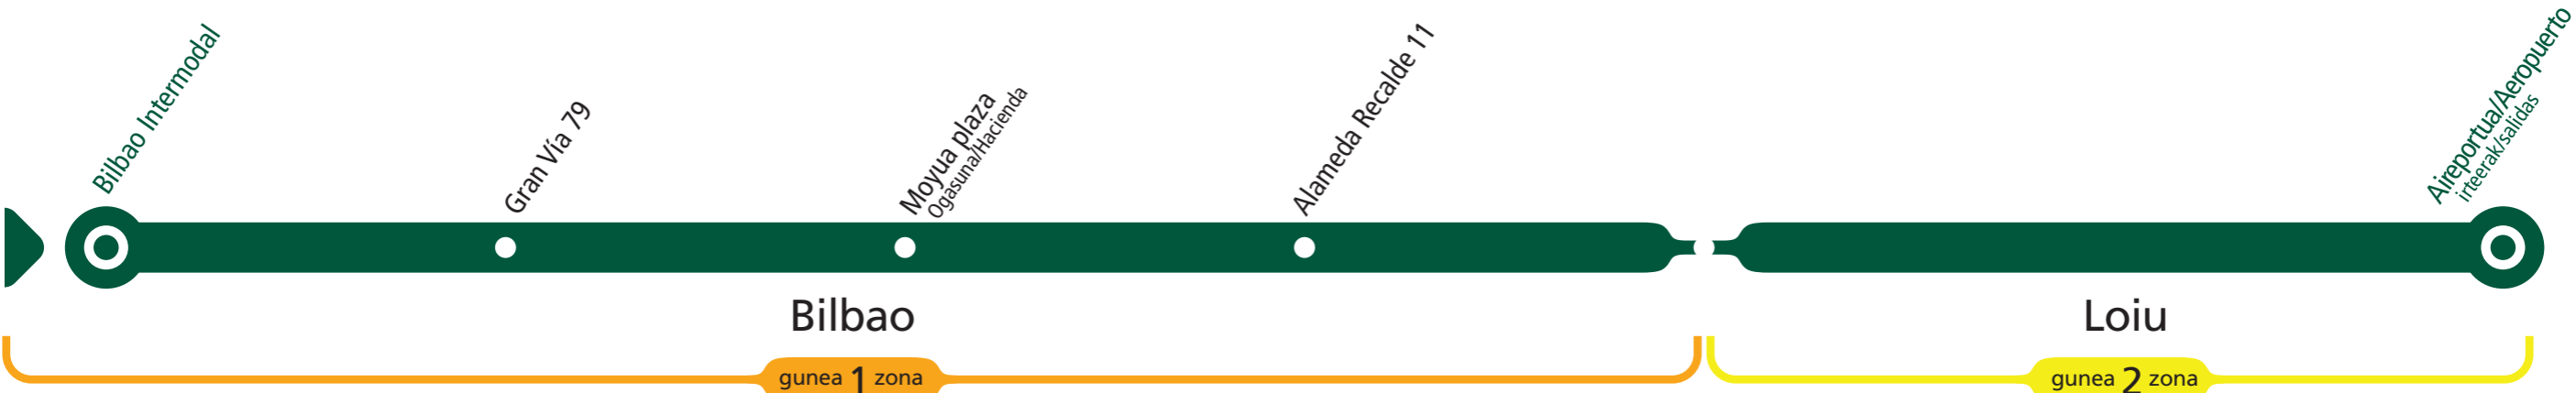 Bilbao Intermodal
Gran Vía 79
Moyua plaza
Ogasuna/Hacienda
Alameda Recalde 11
Aireportua/Aeropuerto
irteerak/salidas
Bilbao
Loiu
gunea 1 zona
gunea 2 zona